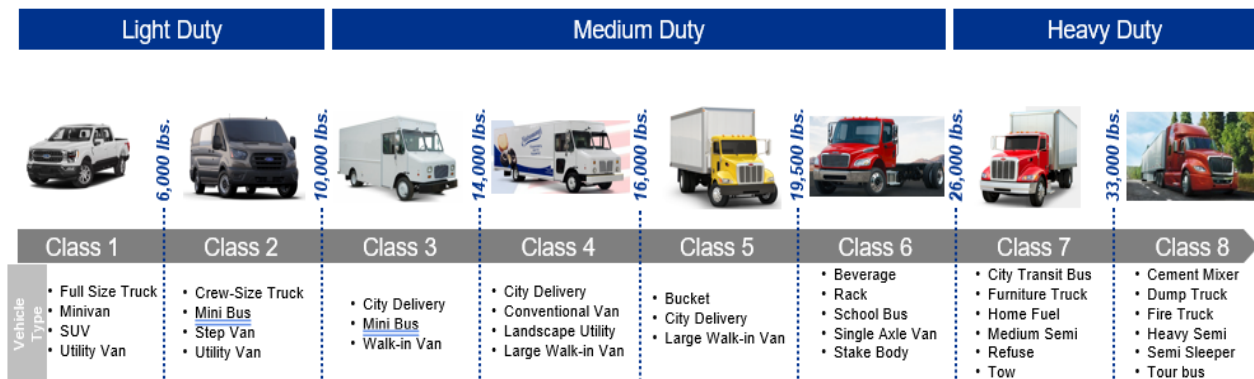 Light Duty
Medium Duty
Heavy Duty
6,000 lbs.
10,000 lbs.
14,000 lbs.
16,000 lbs.
19,500 lbs.
26,000 lbs.
33,000 lbs.
Class 1
Class 2
Class 3
Class 4
Class 5
Class 6
Class 7
Class 8
Vehicle
Type
• Full Size Truck
• Minivan
• SUV
• Utility Van
• Crew-Size Truck
• Mini Bus
• Step Van
• Utility Van
• City Delivery
• Mini Bus
• Walk-in Van
• City Delivery
• Conventional Van
• Landscape Utility
• Large Walk-in Van
• Bucket
• City Delivery
• Large Walk-in Van
• Beverage
• Rack
• School Bus
• Single Axle Van
• Stake Body
• City Transit Bus
• Furniture Truck
• Home Fuel
• Medium Semi
• Refuse
• Tow
• Cement Mixer
• Dump Truck
• Fire Truck
• Heavy Semi
• Semi Sleeper
• Tour bus